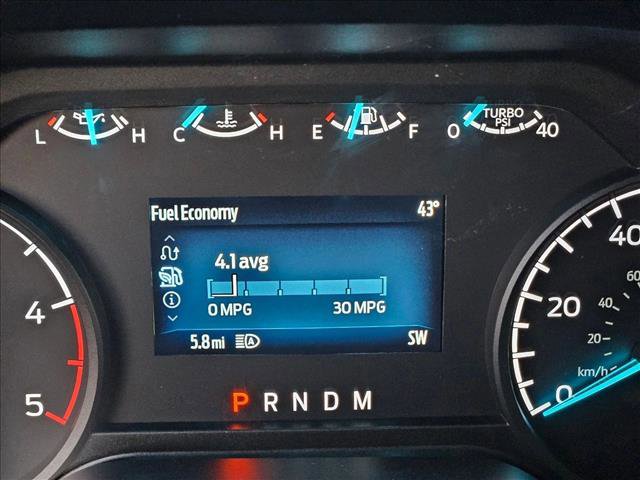 L H C H E F 0 TURBO PSI 40
Fuel Economy 43°
4.1 avg
0 MPG 30 MPG
5.8 mi A SW
P R N D M
4
5
40
20
0
60
40
20
km/h